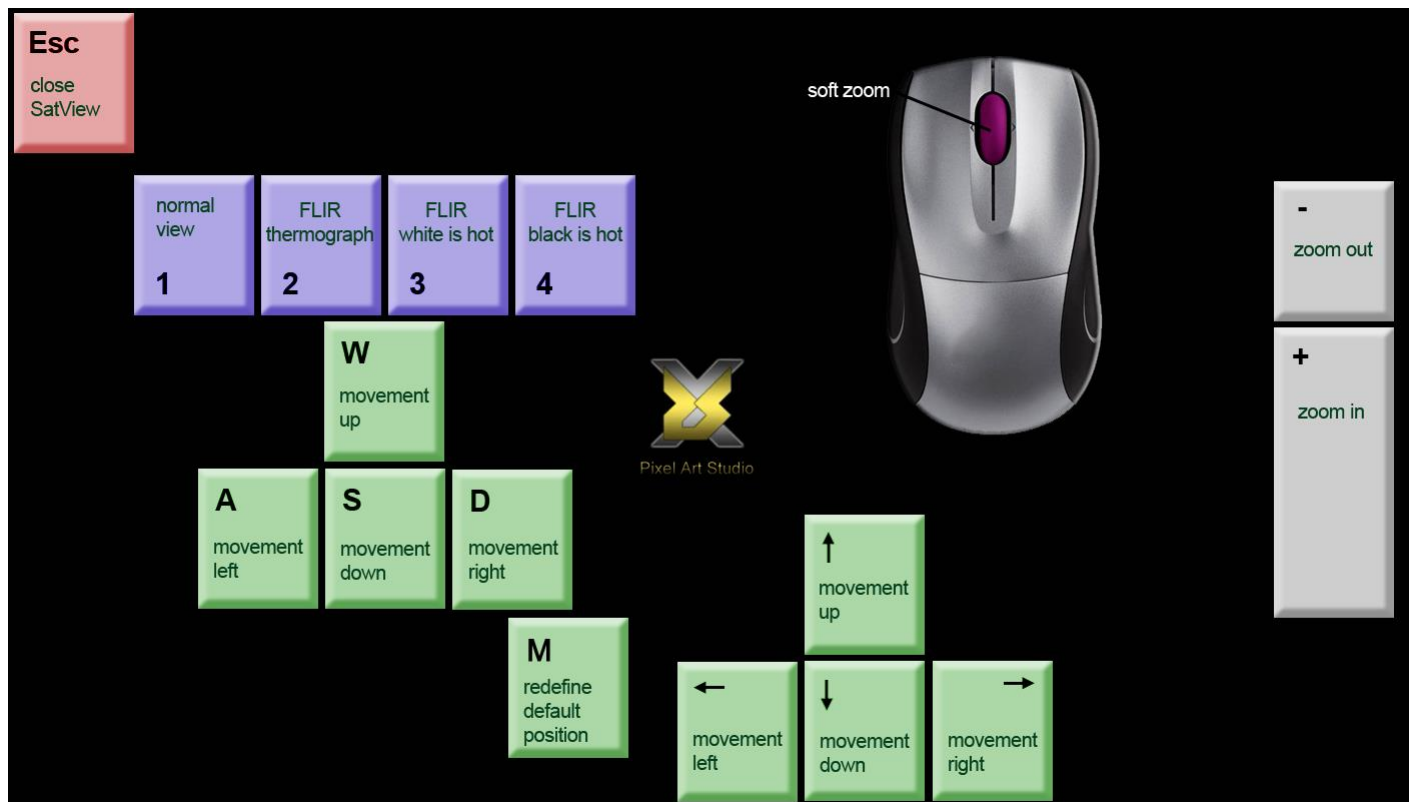 Esc
close
SatView
soft zoom
normal
view
1
FLIR
thermograph
2
FLIR
white is hot
3
FLIR
black is hot
4
-
zoom out
+
zoom in
W
movement
up
A
movement
left
S
movement
down
D
movement
right
Pixel Art Studio
M
redefine
default
position
↑
movement
up
←
movement
left
↓
movement
down
→
movement
right